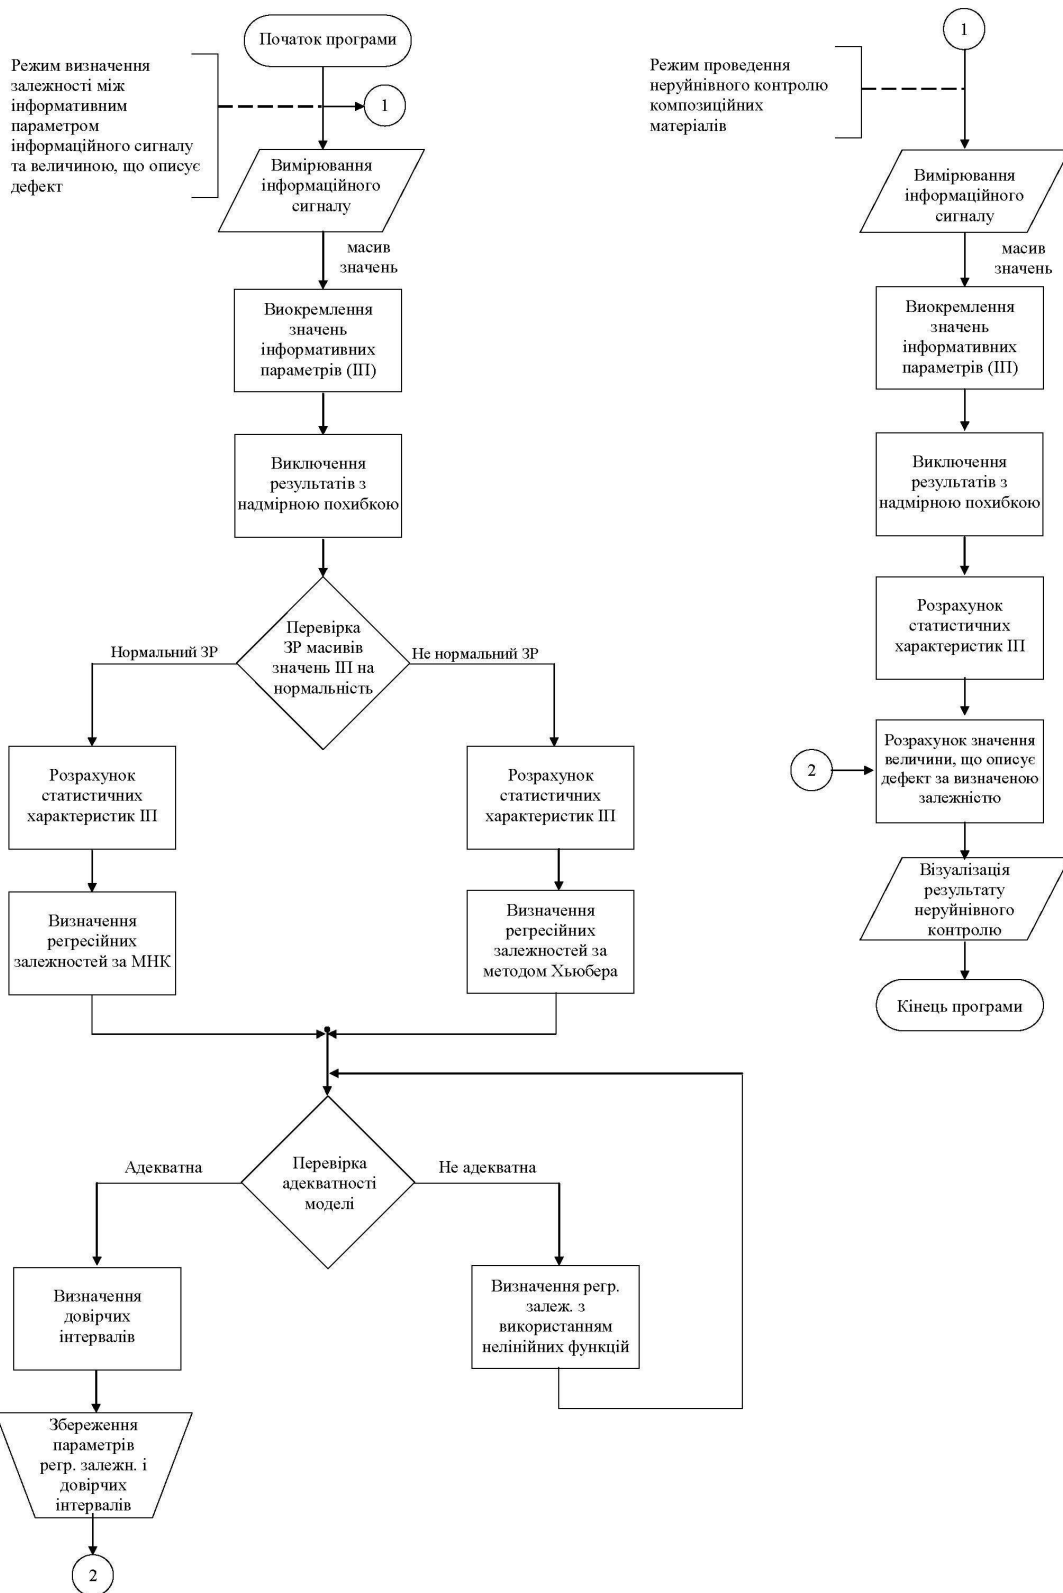 Початок програми
Режим визначення
залежності між
інформативним
параметром
інформаційного сигналу
та величиною, що описує
дефект
1
Вимірювання
інформаційного
сигналу
масив
значень
Виокремлення
значень
інформативних
параметрів (ІП)
Виключення
результатів з
надмірною похибкою
Перевірка
ЗР масивів
значень ІП на
нормальність
Нормальний ЗР
Не нормальний ЗР
Розрахунок
статистичних
характеристик ІП
Розрахунок
статистичних
характеристик ІП
Визначення
регресійних
залежностей за МНК
Визначення
регресійних
залежностей за
методом Хьюбера
Перевірка
адекватності
моделі
Адекватна
Не адекватна
Визначення
довірчих
інтервалів
Визначення регр.
залеж. з
використанням
нелінійних функцій
Збереження
параметрів
регр. залежн. і
довірчих
інтервалів
2
1
Режим проведення
неруйнівного контролю
композиційних
матеріалів
Вимірювання
інформаційного
сигналу
масив
значень
Виокремлення
значень
інформативних
параметрів (ІП)
Виключення
результатів з
надмірною похибкою
Розрахунок
статистичних
характеристик ІП
2
Розрахунок значення
величини, що описує
дефект за визначеною
залежністю
Візуалізація
результату
неруйнівного
контролю
Кінець програми